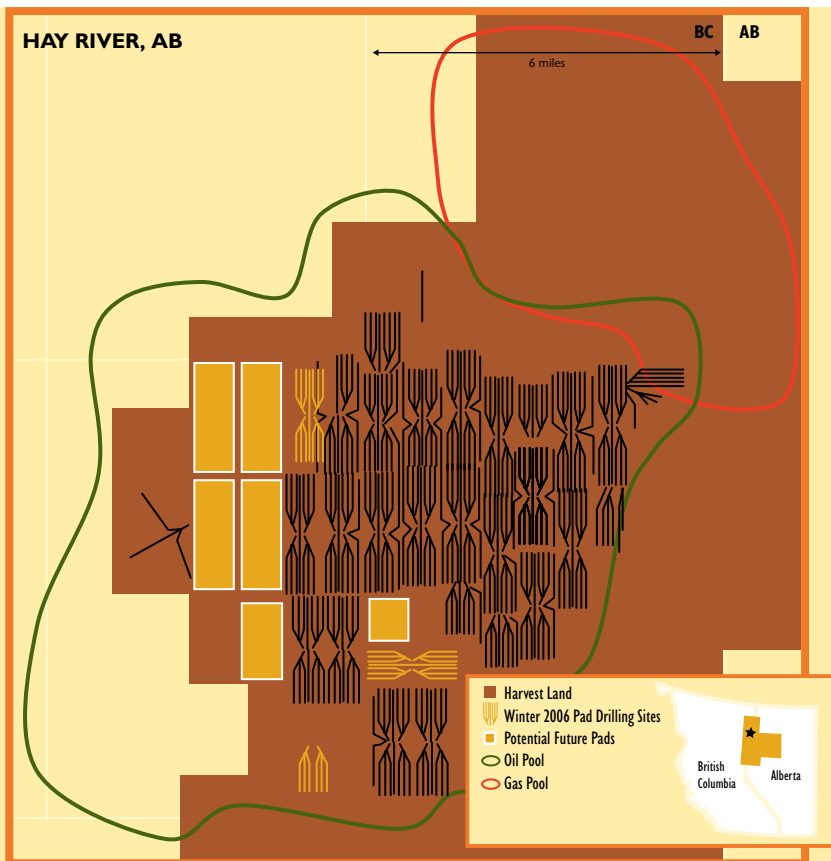 HAY RIVER, AB
BC AB
6 miles
Harvest Land
Winter 2006 Pad Drilling Sites
Potential Future Pads
Oil Pool
Gas Pool
British
Columbia
Alberta